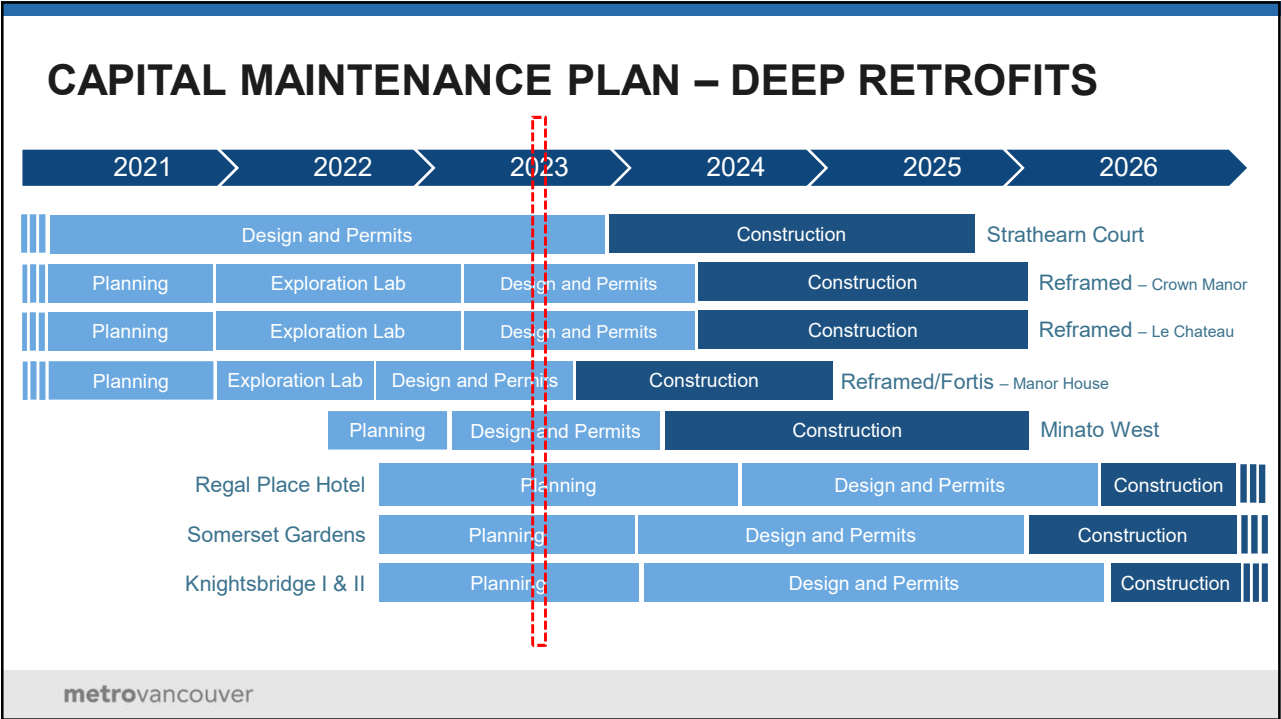 CAPITAL MAINTENANCE PLAN – DEEP RETROFITS
2021 2022 2023 2024 2025 2026
Design and Permits Construction Strathearn Court
Planning Exploration Lab Design and Permits Construction Reframed – Crown Manor
Planning Exploration Lab Design and Permits Construction Reframed – Le Chateau
Planning Exploration Lab Design and Permits Construction Reframed/Fortis – Manor House
Planning Design and Permits Construction Minato West
Regal Place Hotel Planning Design and Permits Construction
Somerset Gardens Planning Design and Permits Construction
Knightsbridge I & II Planning Design and Permits Construction
metrovancouver